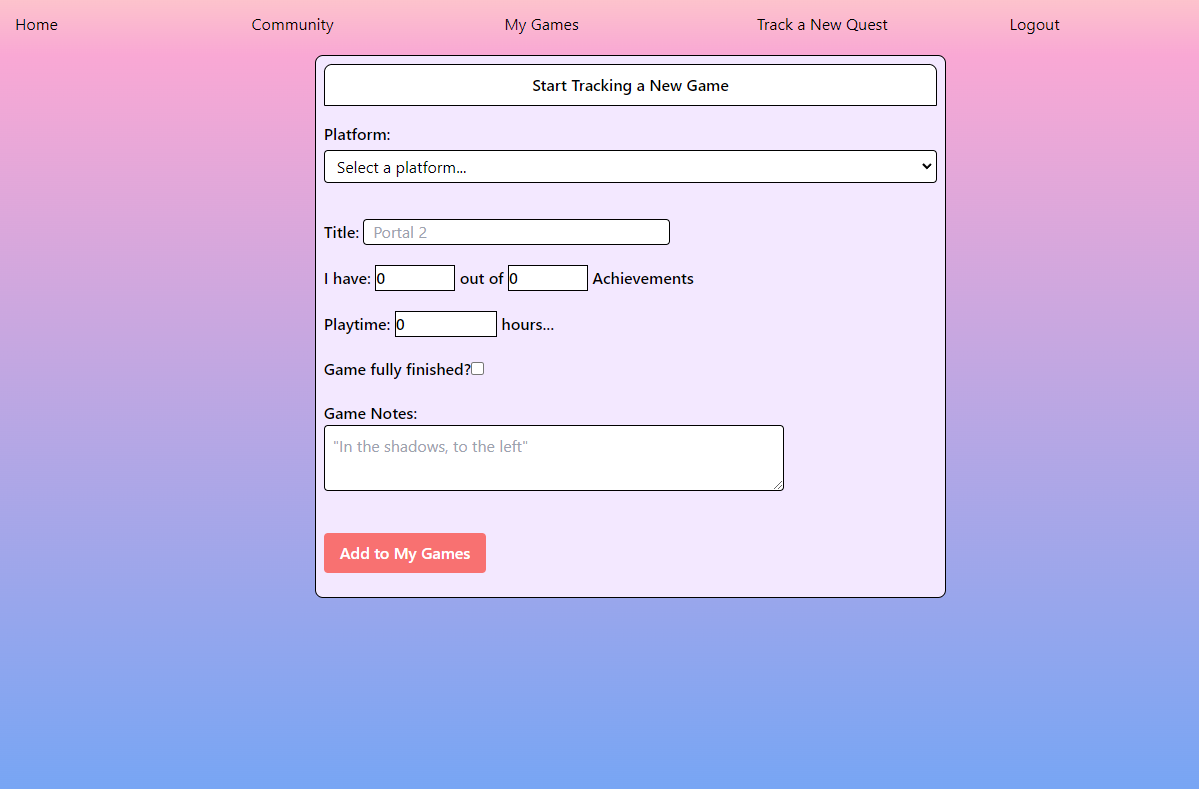 Home Community My Games Track a New Quest Logout
Start Tracking a New Game
Platform:
Select a platform...
Title: Portal 2
I have: 0 out of 0 Achievements
Playtime: 0 hours...
Game fully finished?
Game Notes:
"In the shadows, to the left"
Add to My Games